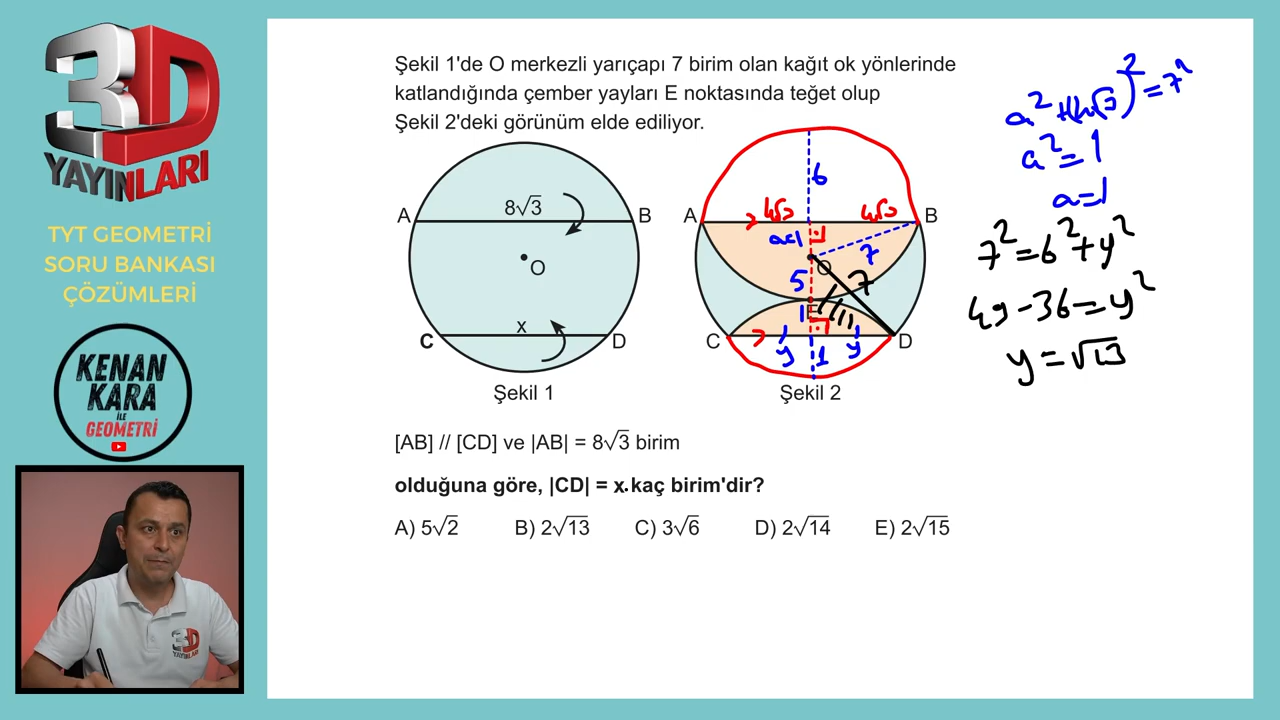 3D
YAYINLARI
TYT GEOMETRİ
SORU BANKASI
ÇÖZÜMLERİ
KENAN
KARA
İLE
GEOMETRİ
3D
YAYINLARI
Şekil 1'de O merkezli yarıçapı 7 birim olan kağıt ok yönlerinde
katlandığında çember yayları E noktasında teğet olup
Şekil 2'deki görünüm elde ediliyor.
A 8√3 B
O
C x D
Şekil 1
6
A 4√3 4√3 B
a=1
7
O
5 7
1 E
C y 1 y D
Şekil 2
a² + (4√3)² = 7²
a² = 1
a = 1
7² = 6² + y²
49 - 36 = y²
y = √13
[AB] // [CD] ve |AB| = 8√3 birim
olduğuna göre, |CD| = x kaç birim'dir?
A) 5√2 B) 2√13 C) 3√6 D) 2√14 E) 2√15